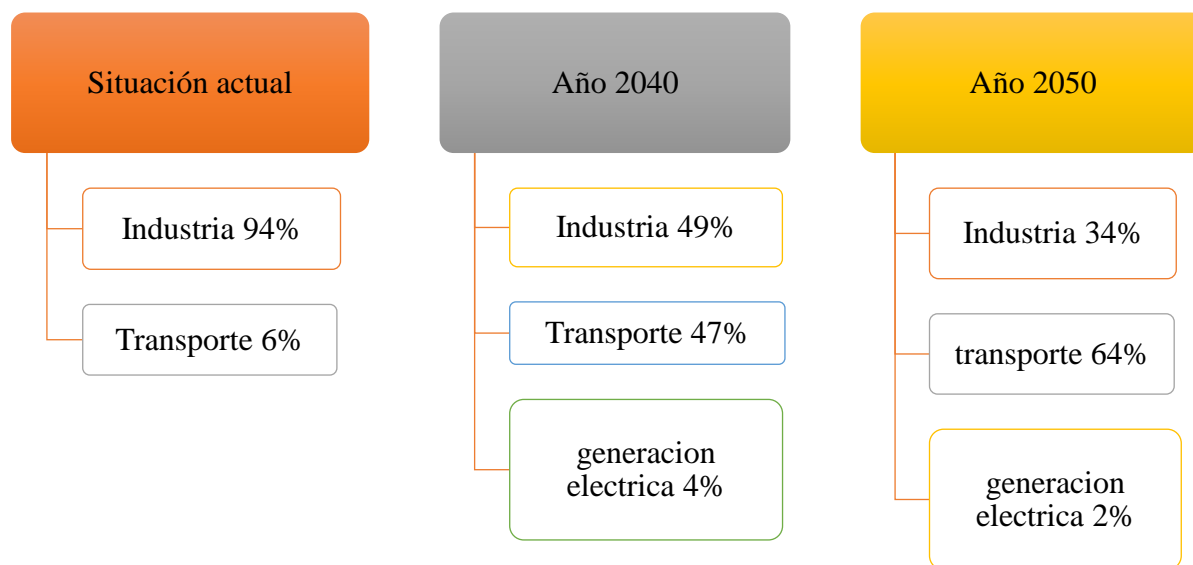 Situación actual
Industria 94%
Transporte 6%
Año 2040
Industria 49%
Transporte 47%
generacion
electrica 4%
Año 2050
Industria 34%
transporte 64%
generacion
electrica 2%